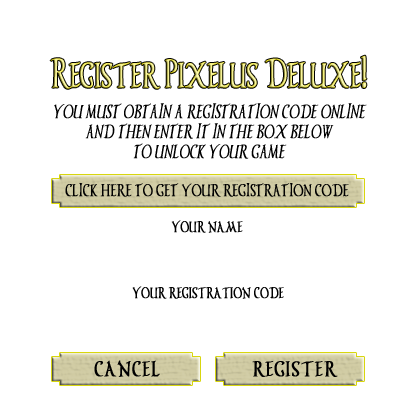 Register Pixelus Deluxe!
YOU MUST OBTAIN A REGISTRATION CODE ONLINE
AND THEN ENTER IT IN THE BOX BELOW
TO UNLOCK YOUR GAME
CLICK HERE TO GET YOUR REGISTRATION CODE
YOUR NAME
YOUR REGISTRATION CODE
CANCEL
REGISTER